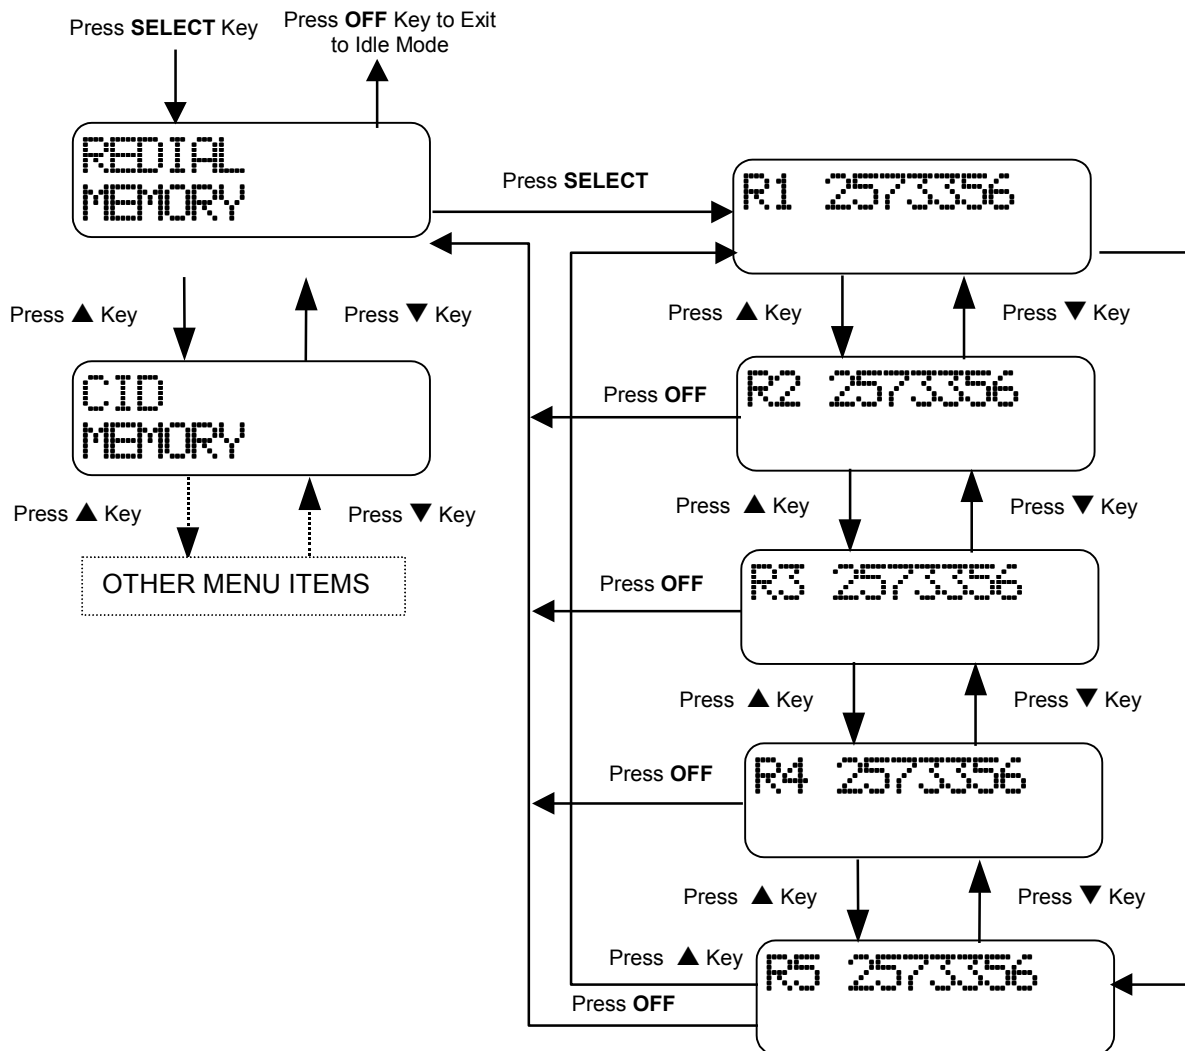 Press SELECT Key
Press OFF Key to Exit
to Idle Mode
REDIAL
MEMORY
Press SELECT
R1 2573356
Press ▲ Key
Press ▼ Key
Press ▲ Key
Press ▼ Key
CID
MEMORY
Press OFF
R2 2573356
Press ▲ Key
Press ▼ Key
Press ▲ Key
Press ▼ Key
OTHER MENU ITEMS
Press OFF
R3 2573356
Press ▲ Key
Press ▼ Key
Press OFF
R4 2573356
Press ▲ Key
Press ▼ Key
Press ▲ Key
R5 2573356
Press OFF